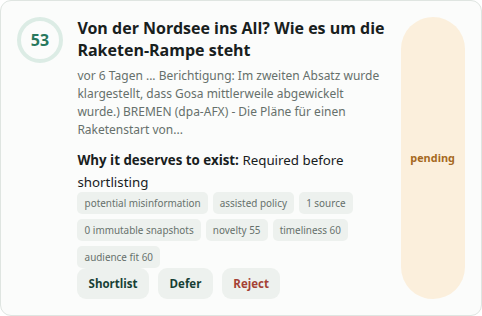 53
Von der Nordsee ins All? Wie es um die
Raketen-Rampe steht
vor 6 Tagen ... Berichtigung: Im zweiten Absatz wurde
klargestellt, dass Gosa mittlerweile abgewickelt
wurde.) BREMEN (dpa-AFX) - Die Pläne für einen
Raketenstart von...
Why it deserves to exist: Required before
shortlisting
potential misinformation assisted policy 1 source
0 immutable snapshots novelty 55 timeliness 60
audience fit 60
Shortlist Defer Reject
pending